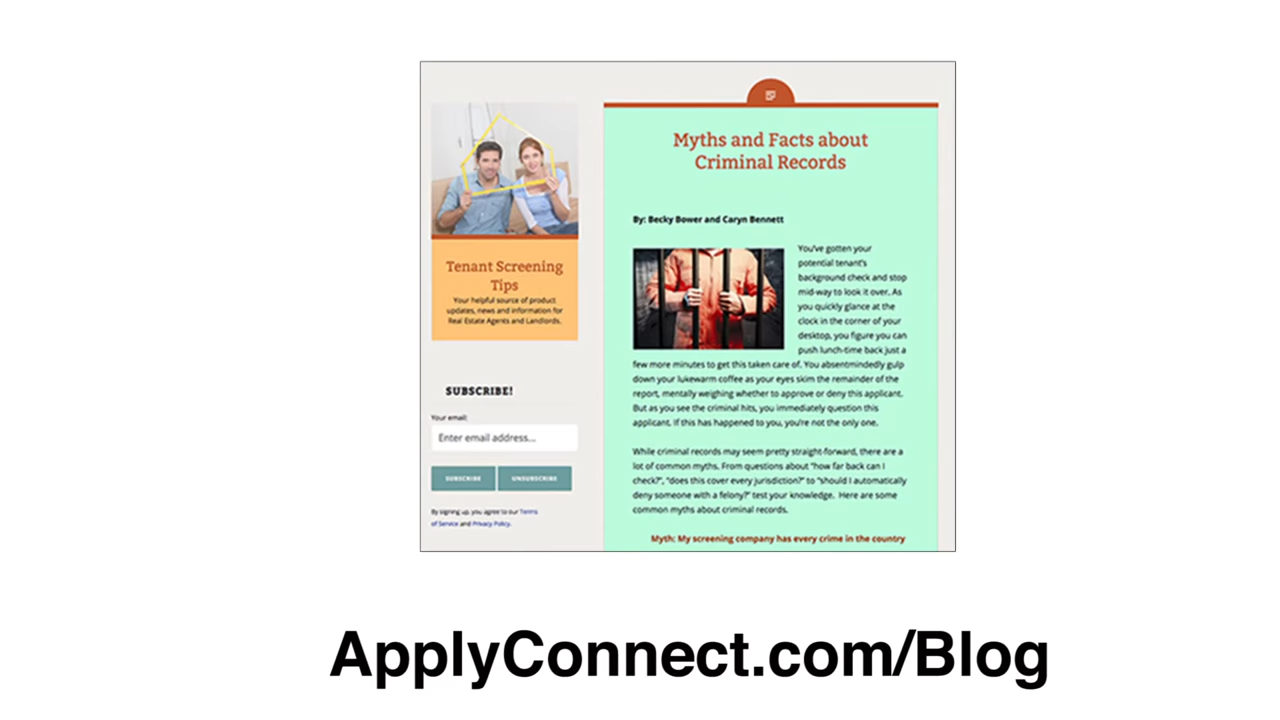 Tenant Screening
Tips
Your helpful source of product
updates, news and information for
Real Estate Agents and Landlords.
SUBSCRIBE!
Your email:
Enter email address...
SUBSCRIBE
UNSUBSCRIBE
By signing up, you agree to our Terms
of Service and Privacy Policy.
Myths and Facts about
Criminal Records
By: Becky Bower and Caryn Bennett
You've gotten your
potential tenant's
background check and stop
mid-way to look it over. As
you quickly glance at the
clock in the corner of your
desktop, you figure you can
push lunch-time back just a
few more minutes to get this taken care of. You absentmindedly gulp
down your lukewarm coffee as your eyes skim the remainder of the
report, mentally weighing whether to approve or deny this applicant.
But as you see the criminal hits, you immediately question this
applicant. If this has happened to you, you're not the only one.
While criminal records may seem pretty straight-forward, there are a
lot of common myths. From questions about "how far back can I
check?", "does this cover every jurisdiction?" to "should I automatically
deny someone with a felony?" test your knowledge. Here are some
common myths about criminal records.
Myth: My screening company has every crime in the country
ApplyConnect.com/Blog